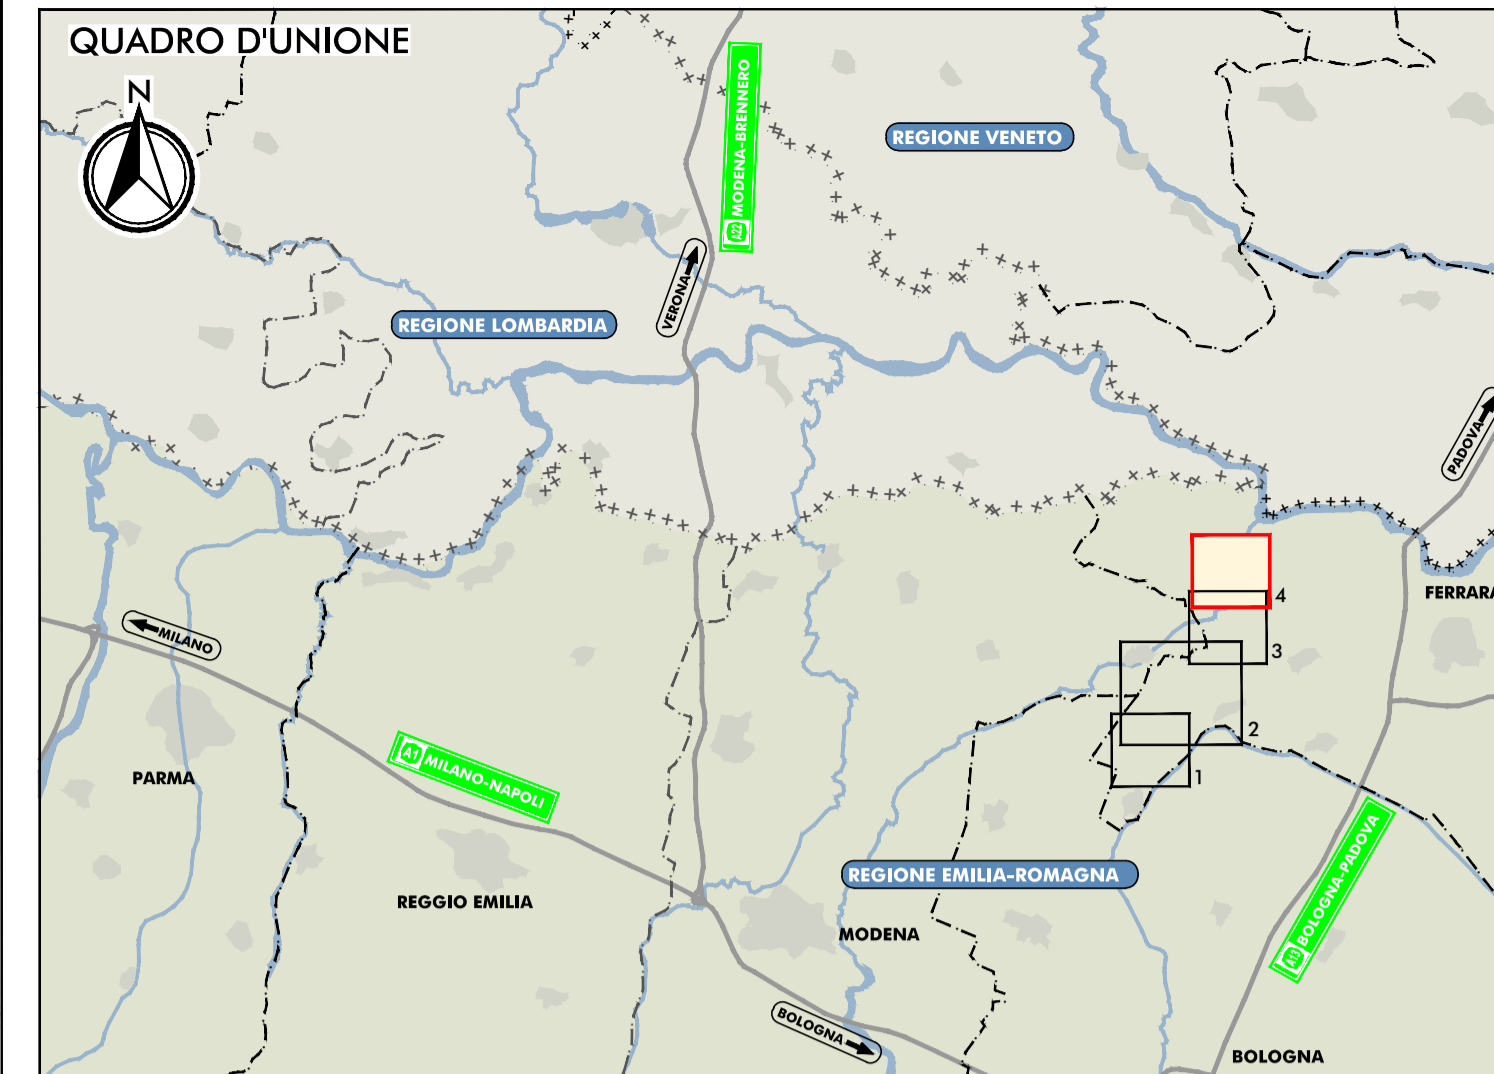 QUADRO D'UNIONE
N
A22 MODENA-BRENNERO
REGIONE VENETO
VERONA
REGIONE LOMBARDIA
PADOVA
FERRARA
4
MILANO
3
2
A1 MILANO-NAPOLI
PARMA
1
A13 BOLOGNA-PADOVA
REGIONE EMILIA-ROMAGNA
REGGIO EMILIA
MODENA
BOLOGNA
BOLOGNA